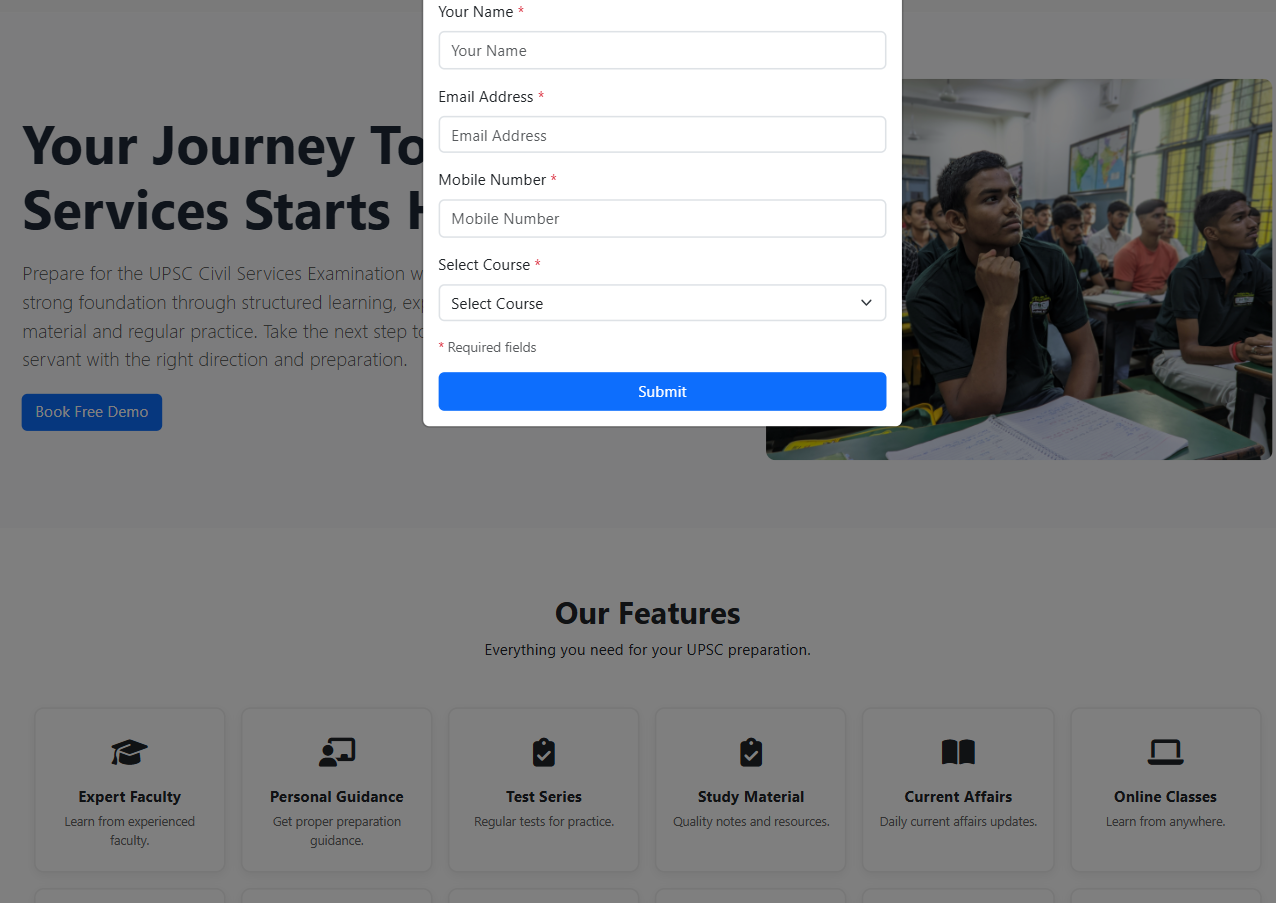 Your Name *
Your Name
Email Address *
Email Address
Mobile Number *
Mobile Number
Select Course *
Select Course
* Required fields
Submit
Your Journey To
Services Starts
Prepare for the UPSC Civil Services Examination
strong foundation through structured learning,
material and regular practice. Take the next step
servant with the right direction and preparation.
Book Free Demo
Our Features
Everything you need for your UPSC preparation.
Expert Faculty
Learn from experienced
faculty.
Personal Guidance
Get proper preparation
guidance.
Test Series
Regular tests for practice.
Study Material
Quality notes and resources.
Current Affairs
Daily current affairs updates.
Online Classes
Learn from anywhere.